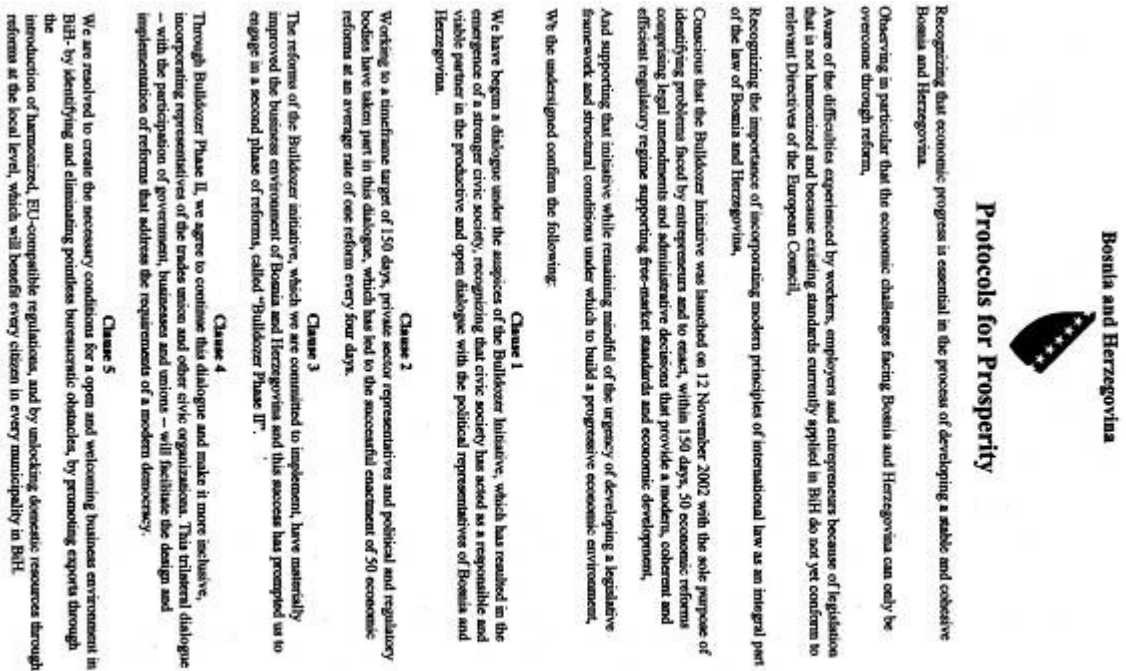 Bosnia and Herzegovina
Protocols for Prosperity
Recognizing that economic progress is essential in the process of developing a stable and cohesive
Bosnia and Herzegovina.
Observing in particular that the economic challenges facing Bosnia and Herzegovina can only be
overcome through reform,
Aware of the difficulties experienced by workers, employers and entrepreneurs because of legislation
that is not harmonized and because existing standards currently applied in BiH do not yet conform to
relevant Directives of the European Council,
Recognizing the importance of incorporating modern principles of international law as an integral part
of the law of Bosnia and Herzegovina,
Conscious that the Bulldozer Initiative was launched on 12 November 2002 with the sole purpose of
identifying problems faced by entrepreneurs and to enact, within 150 days, 50 economic reforms
comprising legal amendments and administrative decisions that provide a modern, coherent and
efficient regulatory regime supporting free-market standards and economic development,
And supporting that initiative while remaining mindful of the urgency of developing a legislative
framework and structural conditions under which to build a progressive economic environment,
We the undersigned confirm the following:
Clause 1
We have begun a dialogue under the auspices of the Bulldozer Initiative, which has resulted in the
emergence of a stronger civic society, recognizing that civic society has acted as a responsible and
viable partner in the productive and open dialogue with the political representatives of Bosnia and
Herzegovina.
Clause 2
Working to a timeframe target of 150 days, private sector representatives and political and regulatory
bodies have taken part in this dialogue, which has led to the successful enactment of 50 economic
reforms at an average rate of one reform every four days.
Clause 3
The reforms of the Bulldozer initiative, which we are committed to implement, have materially
improved the business environment of Bosnia and Herzegovina and this success has prompted us to
engage in a second phase of reforms, called "Bulldozer Phase II".
Clause 4
Through Bulldozer Phase II, we agree to continue this dialogue and make it more inclusive,
incorporating representatives of the trades union and other civic organizations. This trilateral dialogue
– with the participation of government, businesses and unions – will facilitate the design and
implementation of reforms that address the requirements of a modern democracy.
Clause 5
We are resolved to create the necessary conditions for a open and welcoming business environment in
BiH- by identifying and eliminating pointless bureaucratic obstacles, by promoting exports through
the
introduction of harmonized, EU-compatible regulations, and by unlocking domestic resources through
reforms at the local level, which will benefit every citizen in every municipality in BiH.